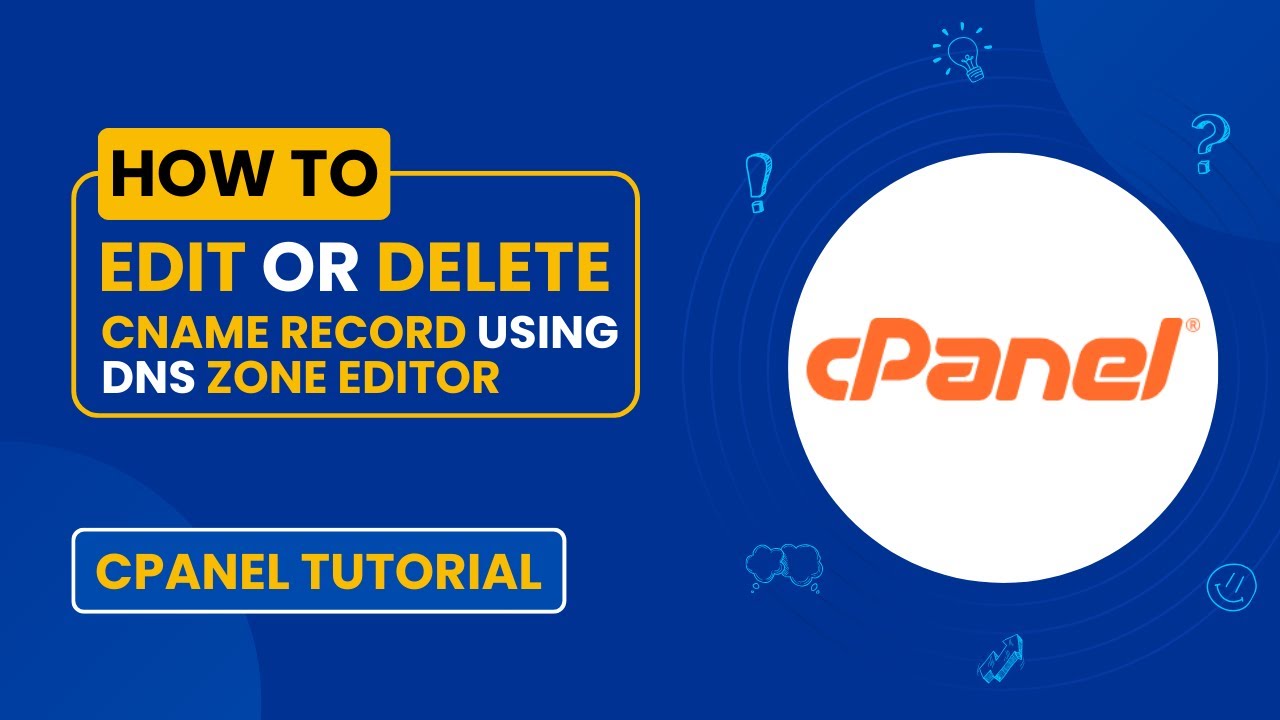 HOW TO
EDIT OR DELETE
CNAME RECORD USING
DNS ZONE EDITOR
CPANEL TUTORIAL
cPanel®